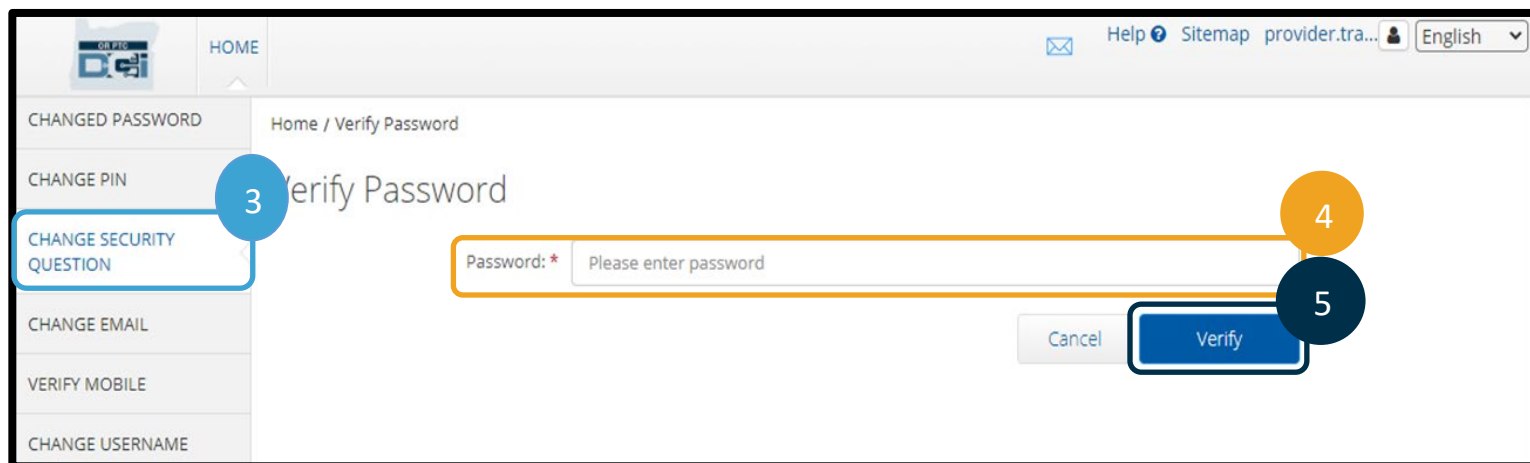 OR PTC
DCi
HOME
Help ? Sitemap provider.tra... English
CHANGED PASSWORD
Home / Verify Password
CHANGE PIN
3
Verify Password
4
CHANGE SECURITY
QUESTION
Password: * Please enter password
5
CHANGE EMAIL
Cancel Verify
VERIFY MOBILE
CHANGE USERNAME